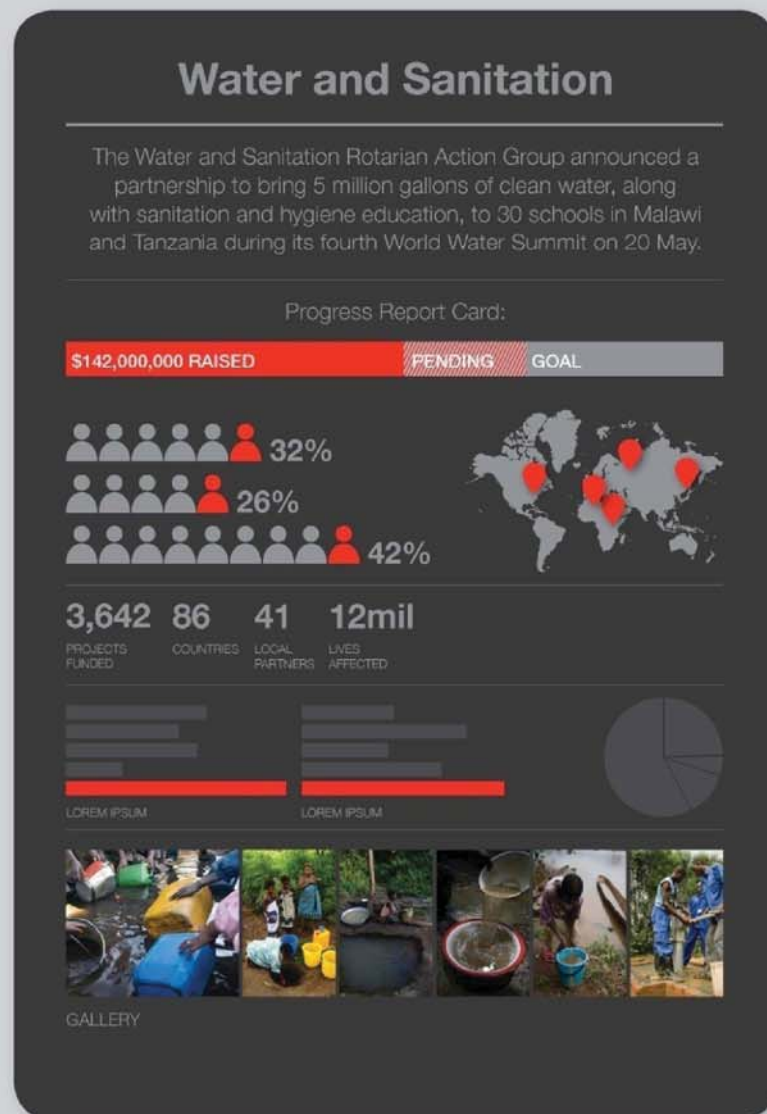 Water and Sanitation
The Water and Sanitation Rotarian Action Group announced a
partnership to bring 5 million gallons of clean water, along
with sanitation and hygiene education, to 30 schools in Malawi
and Tanzania during its fourth World Water Summit on 20 May.
Progress Report Card:
$142,000,000 RAISED PENDING GOAL
32%
26%
42%
3,642 86 41 12mil
PROJECTS COUNTRIES LOCAL LIVES
FUNDED PARTNERS AFFECTED
LOREM IPSUM LOREM IPSUM
GALLERY